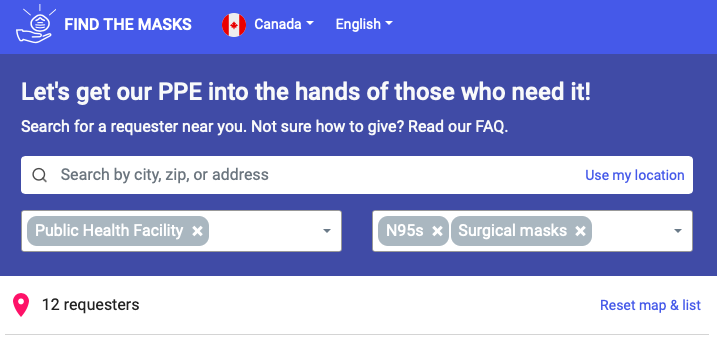 FIND THE MASKS Canada English
Let's get our PPE into the hands of those who need it!
Search for a requester near you. Not sure how to give? Read our FAQ.
Search by city, zip, or address Use my location
Public Health Facility × N95s × Surgical masks ×
12 requesters Reset map & list